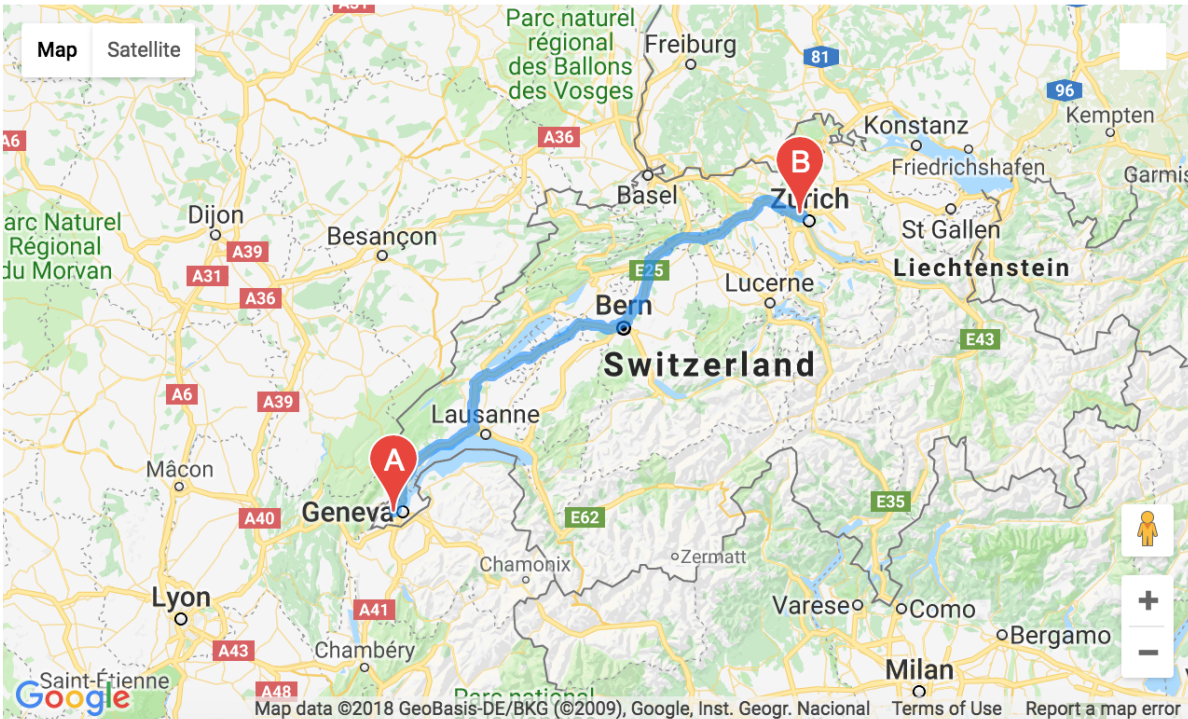 Map
Satellite
A31
Parc naturel
régional
des Ballons
des Vosges
Freiburg
81
96
Kempten
A6
A36
Konstanz
Friedrichshafen
Garmis
Basel
B
Zurich
arc Naturel
Régional
du Morvan
Dijon
Besançon
A39
A31
A36
St Gallen
Liechtenstein
E25
Lucerne
Bern
E43
Switzerland
A6
A39
Lausanne
Mâcon
A
Geneva
A40
E62
E35
Chamonix
Zermatt
Lyon
A41
Varese
Como
Bergamo
A43
Chambéry
Milan
Saint-Étienne
A48
Parc national
Google
Map data ©2018 GeoBasis-DE/BKG (©2009), Google, Inst. Geogr. Nacional
Terms of Use
Report a map error